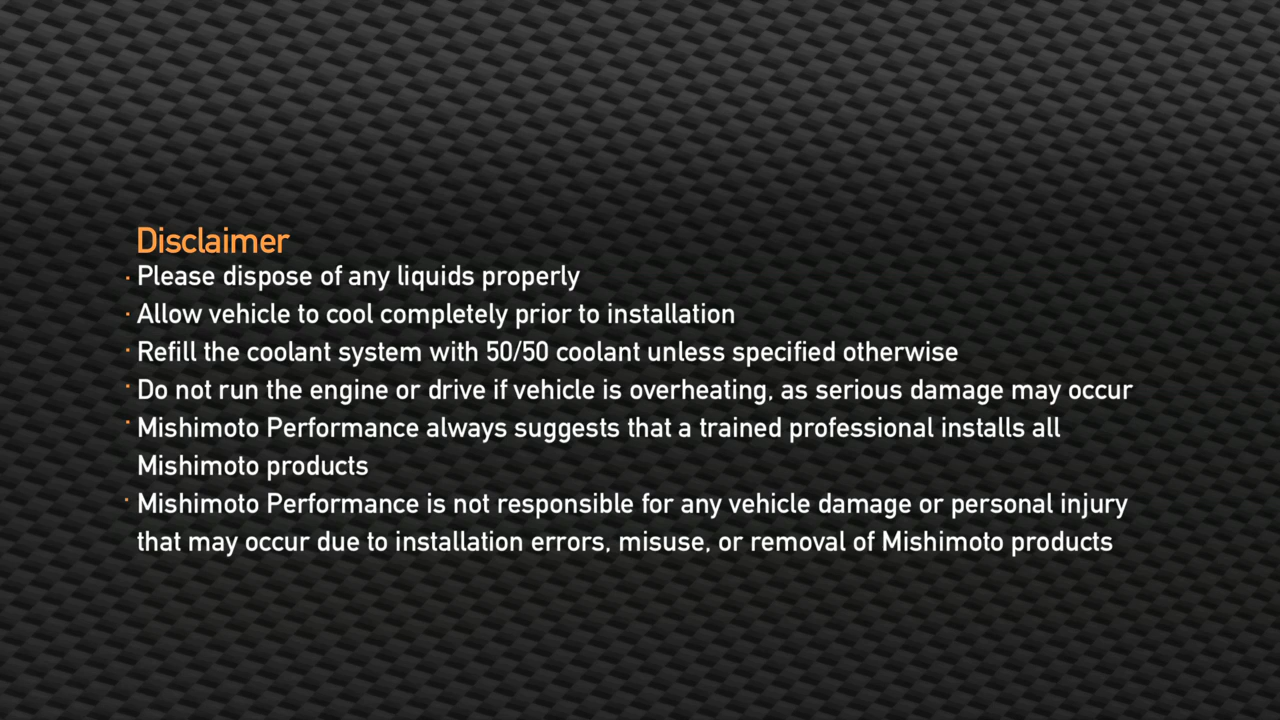 Disclaimer
· Please dispose of any liquids properly
· Allow vehicle to cool completely prior to installation
· Refill the coolant system with 50/50 coolant unless specified otherwise
· Do not run the engine or drive if vehicle is overheating, as serious damage may occur
· Mishimoto Performance always suggests that a trained professional installs all
Mishimoto products
· Mishimoto Performance is not responsible for any vehicle damage or personal injury
that may occur due to installation errors, misuse, or removal of Mishimoto products